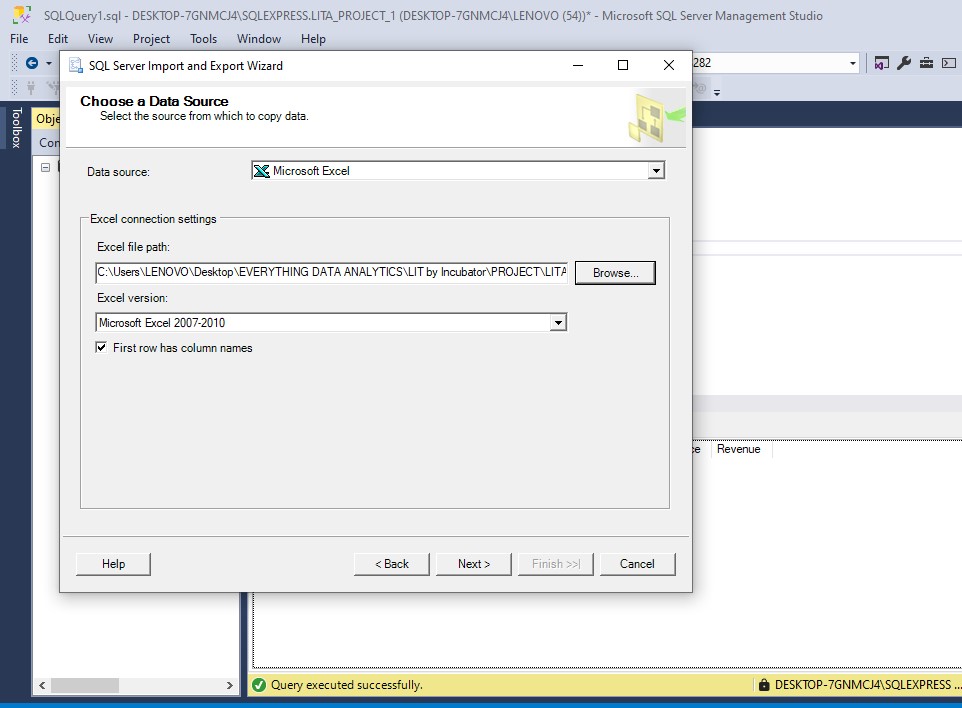 SQLQuery1.sql - DESKTOP-7GNMCJ4\SQLEXPRESS.LITA_PROJECT_1 (DESKTOP-7GNMCJ4\LENOVO (54))* - Microsoft SQL Server Management Studio
File Edit View Project Tools Window Help
282
SQL Server Import and Export Wizard
Toolbox
Obje
Con
Choose a Data Source
Select the source from which to copy data.
Data source: Microsoft Excel
Excel connection settings
Excel file path:
C:\Users\LENOVO\Desktop\EVERYTHING DATA ANALYTICS\LIT by Incubator\PROJECT\LITA Browse...
Excel version:
Microsoft Excel 2007-2010
First row has column names
ce Revenue
Help < Back Next > Finish >>| Cancel
Query executed successfully. DESKTOP-7GNMCJ4\SQLEXPRESS ...